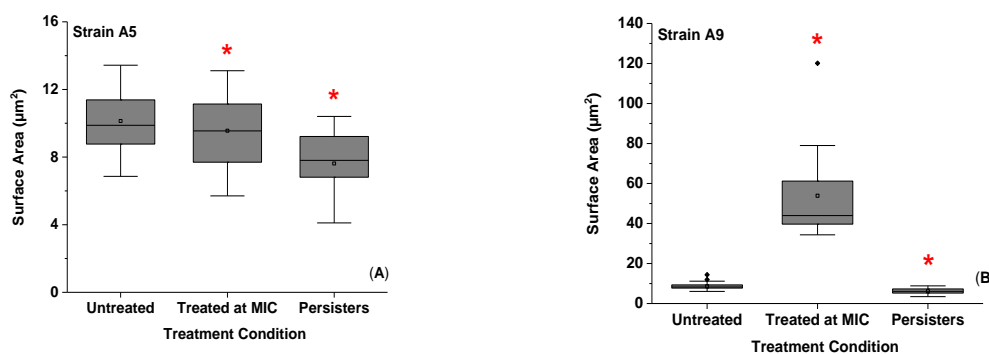 Strain A5
Surface Area (µm²)
16
12
8
4
0
*
*
(A)
Untreated
Treated at MIC
Persisters
Treatment Condition
Strain A9
Surface Area (µm²)
140
120
100
80
60
40
20
0
*
*
(B
Untreated
Treated at MIC
Persisters
Treatment Condition